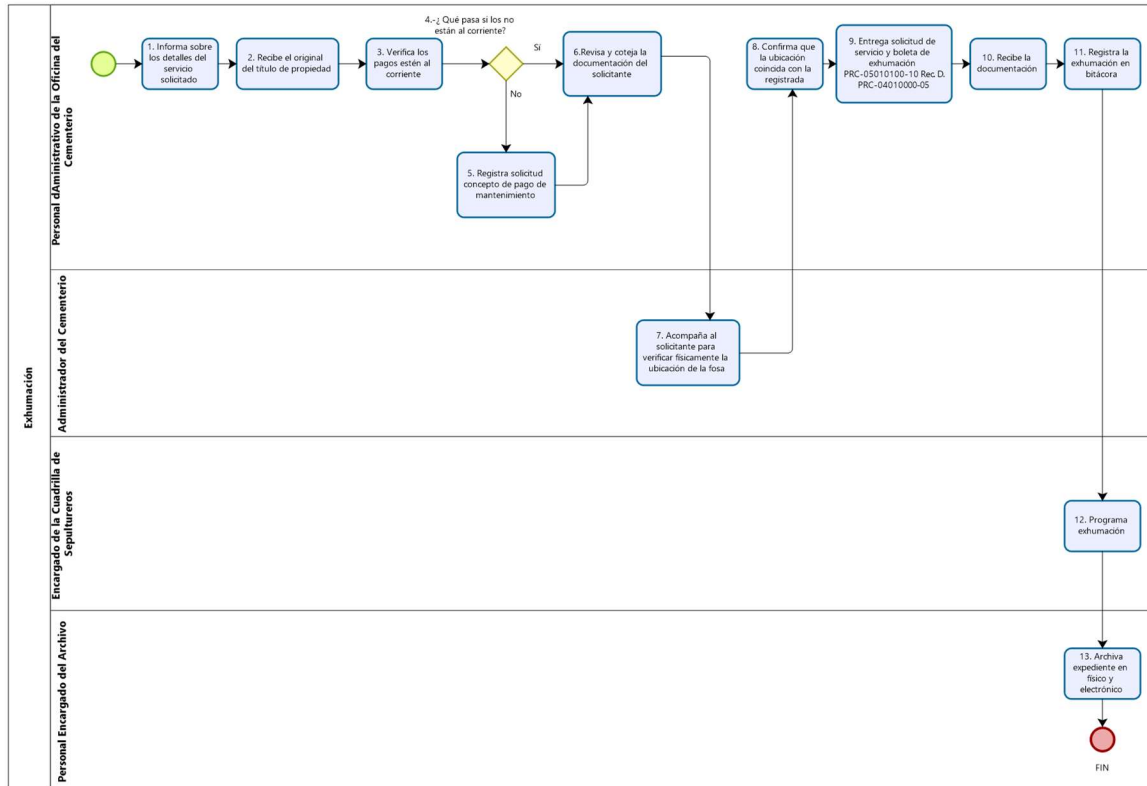 Exhumación
Personal dAministrativo de la Oficina del
Cementerio
4.-¿ Qué pasa si los no
están al corriente?
1. Informa sobre
los detalles del
servicio
solicitado
2. Recibe el original
del título de propiedad
3. Verifica los
pagos estén al
corriente
Sí
No
5. Registra solicitud
concepto de pago de
mantenimiento
6.Revisa y coteja la
documentación del
solicitante
8. Confirma que
la ubicación
coincida con la
registrada
9. Entrega solicitud de
servicio y boleta de
exhumación
PRC-05010100-10 Rec. D.
PRC-04010000-05
10. Recibe la
documentación
11. Registra la
exhumación en
bitácora
Administrador del Cementerio
7. Acompaña al
solicitante para
verificar físicamente la
ubicación de la fosa
Encargado de la Cuadrilla de
Sepultureros
12. Programa
exhumación
Personal Encargado del Archivo
13. Archiva
expediente en
físico y
electrónico
FIN